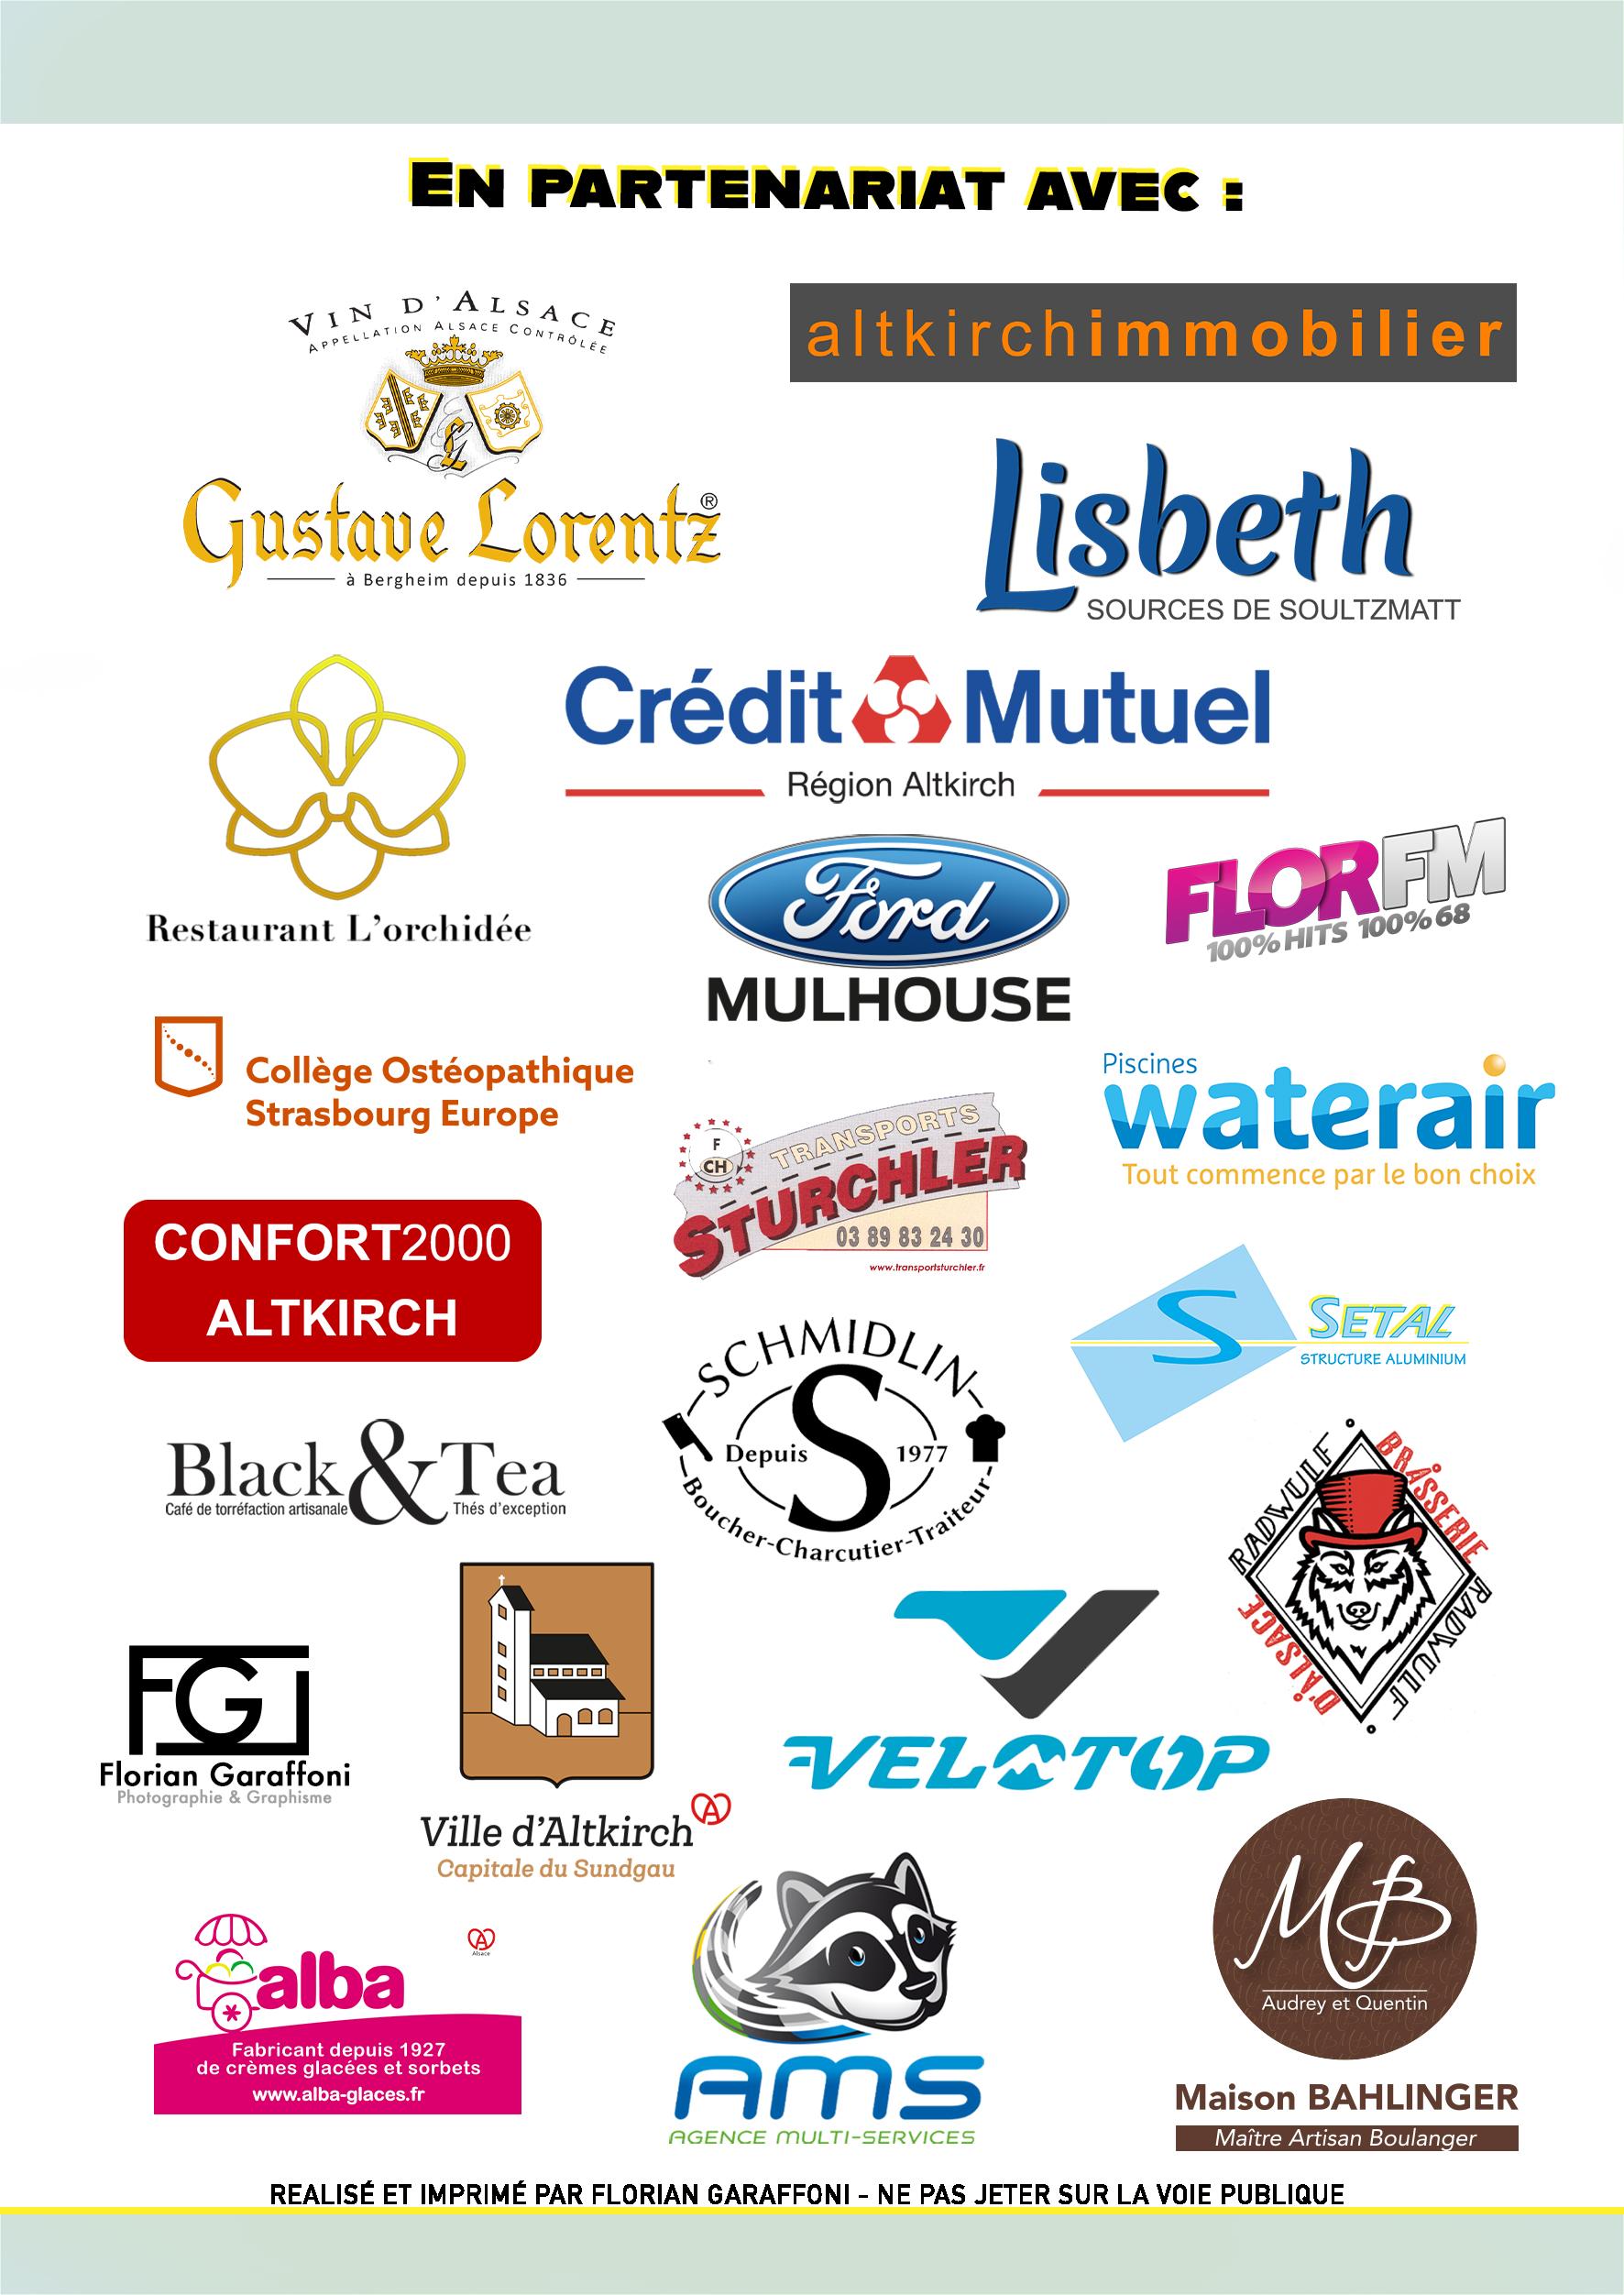 EN PARTENARIAT AVEC :
VIN D'ALSACE
APPELLATION ALSACE CONTRÔLÉE
Gustave Lorentz®
à Bergheim depuis 1836
altkirchimmobilier
Lisbeth
SOURCES DE SOULTZMATT
Crédit Mutuel
Région Altkirch
Restaurant L'orchidée
Ford
MULHOUSE
FLORFM
100% HITS 100% 68
Collège Ostéopathique
Strasbourg Europe
F
CH
TRANSPORTS
STURCHLER
03 89 83 24 30
www.transportsturchler.fr
Piscines
waterair
Tout commence par le bon choix
CONFORT2000
ALTKIRCH
S
SETAL
STRUCTURE ALUMINIUM
SCHMIDLIN
S
Depuis 1977
Boucher-Charcutier-Traiteur
Black & Tea
Café de torréfaction artisanale
Thés d'exception
RADWULF
BRÅSSERIE
D'ÅLSACE
RADWULF
FGJ
Florian Garaffoni
Photographie & Graphisme
Ville d'Altkirch
Capitale du Sundgau
VELOTOP
alba
Fabricant depuis 1927
de crèmes glacées et sorbets
www.alba-glaces.fr
Alsace
AMS
AGENCE MULTI-SERVICES
MB
Audrey et Quentin
Maison BAHLINGER
Maître Artisan Boulanger
REALISÉ ET IMPRIMÉ PAR FLORIAN GARAFFONI - NE PAS JETER SUR LA VOIE PUBLIQUE